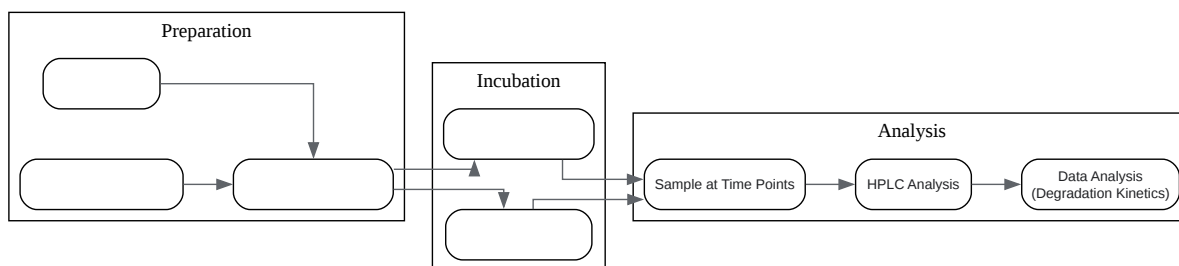 Preparation
Incubation
Analysis
Sample at Time Points
HPLC Analysis
Data Analysis
(Degradation Kinetics)